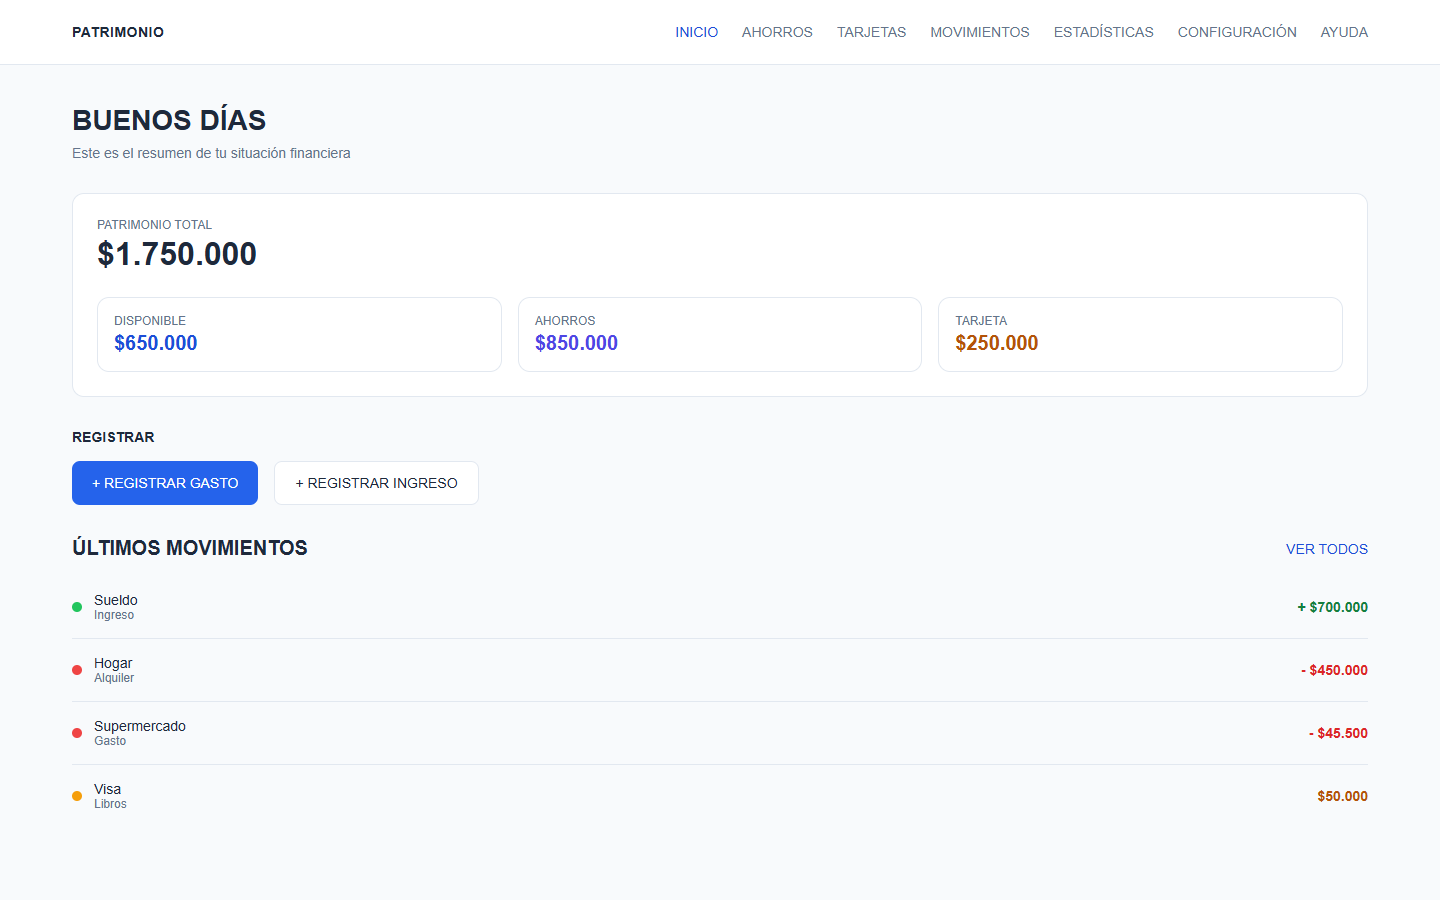 PATRIMONIO
INICIO AHORROS TARJETAS MOVIMIENTOS ESTADÍSTICAS CONFIGURACIÓN AYUDA
BUENOS DÍAS
Este es el resumen de tu situación financiera
PATRIMONIO TOTAL
$1.750.000
DISPONIBLE
$650.000
AHORROS
$850.000
TARJETA
$250.000
REGISTRAR
+ REGISTRAR GASTO
+ REGISTRAR INGRESO
ÚLTIMOS MOVIMIENTOS
VER TODOS
Sueldo
Ingreso
+ $700.000
Hogar
Alquiler
- $450.000
Supermercado
Gasto
- $45.500
Visa
Libros
$50.000